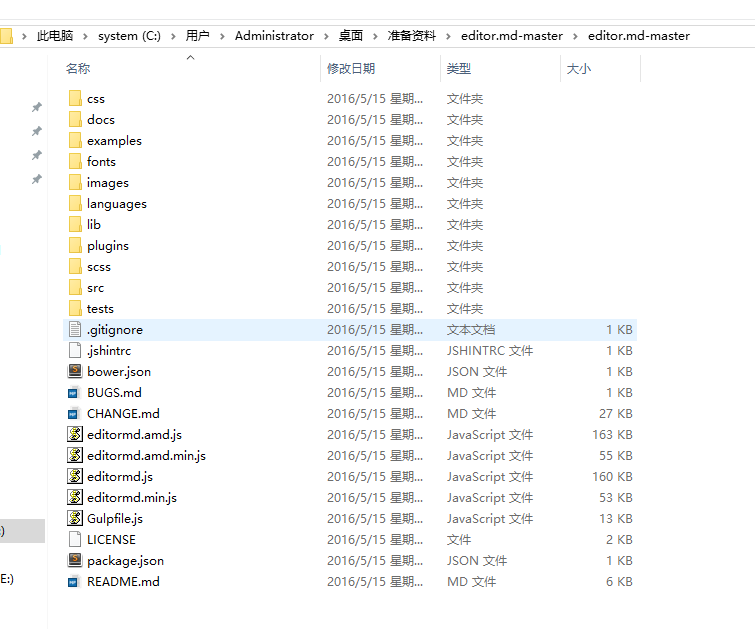 此电脑 › system (C:) › 用户 › Administrator › 桌面 › 准备资料 › editor.md-master › editor.md-master
名称 修改日期 类型 大小
css 2016/5/15 星期... 文件夹
docs 2016/5/15 星期... 文件夹
examples 2016/5/15 星期... 文件夹
fonts 2016/5/15 星期... 文件夹
images 2016/5/15 星期... 文件夹
languages 2016/5/15 星期... 文件夹
lib 2016/5/15 星期... 文件夹
plugins 2016/5/15 星期... 文件夹
scss 2016/5/15 星期... 文件夹
src 2016/5/15 星期... 文件夹
tests 2016/5/15 星期... 文件夹
.gitignore 2016/5/15 星期... 文本文档 1 KB
.jshintrc 2016/5/15 星期... JSHINTRC 文件 1 KB
bower.json 2016/5/15 星期... JSON 文件 1 KB
BUGS.md 2016/5/15 星期... MD 文件 1 KB
CHANGE.md 2016/5/15 星期... MD 文件 27 KB
editormd.amd.js 2016/5/15 星期... JavaScript 文件 163 KB
editormd.amd.min.js 2016/5/15 星期... JavaScript 文件 55 KB
editormd.js 2016/5/15 星期... JavaScript 文件 160 KB
editormd.min.js 2016/5/15 星期... JavaScript 文件 53 KB
Gulpfile.js 2016/5/15 星期... JavaScript 文件 13 KB
:)
LICENSE 2016/5/15 星期... 文件 2 KB
package.json 2016/5/15 星期... JSON 文件 1 KB
E:)
README.md 2016/5/15 星期... MD 文件 6 KB